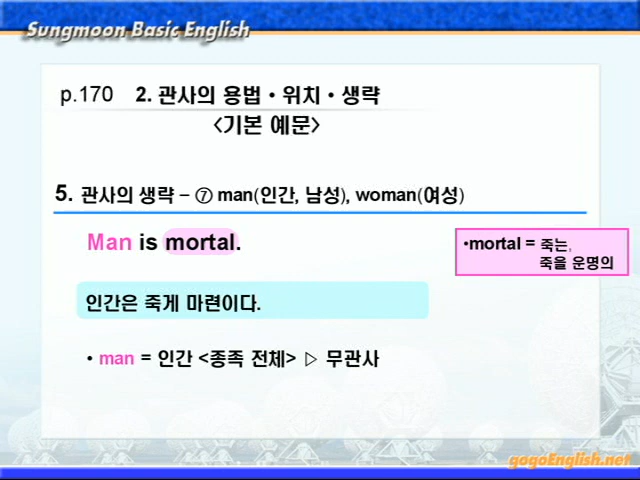 Sungmoon Basic English
p.170 2. 관사의 용법 • 위치 • 생략
<기본 예문>
5. 관사의 생략 – ⑦ man(인간, 남성), woman(여성)
Man is mortal.
•mortal = 죽는,
죽을 운명의
인간은 죽게 마련이다.
• man = 인간 <종족 전체> ▷ 무관사
gogoEnglish.net